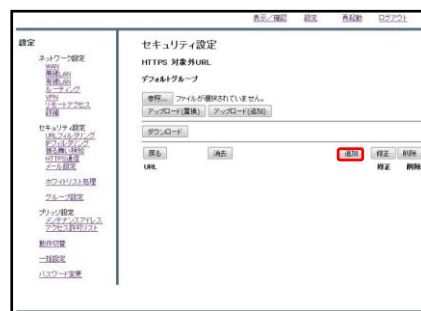 表示/確認 設定 再起動 ログアウト
設定
ネットワーク設定
WAN
無線LAN
有線LAN
ルーティング
VPN
リモートアクセス
詳細
セキュリティ設定
URLフィルタリング
IPフィルタリング
振る舞い検知
HTTPS通信
メール設定
ホワイトリスト処理
グループ設定
ブリッジ設定
メンテナンスアドレス
アクセス許可リスト
動作切替
一括設定
パスワード変更
セキュリティ設定
HTTPS 対象外URL
デフォルトグループ
参照... ファイルが選択されていません。
アップロード(置換) アップロード(追加)
ダウンロード
戻る 消去 追加 修正 削除
URL 修正 削除